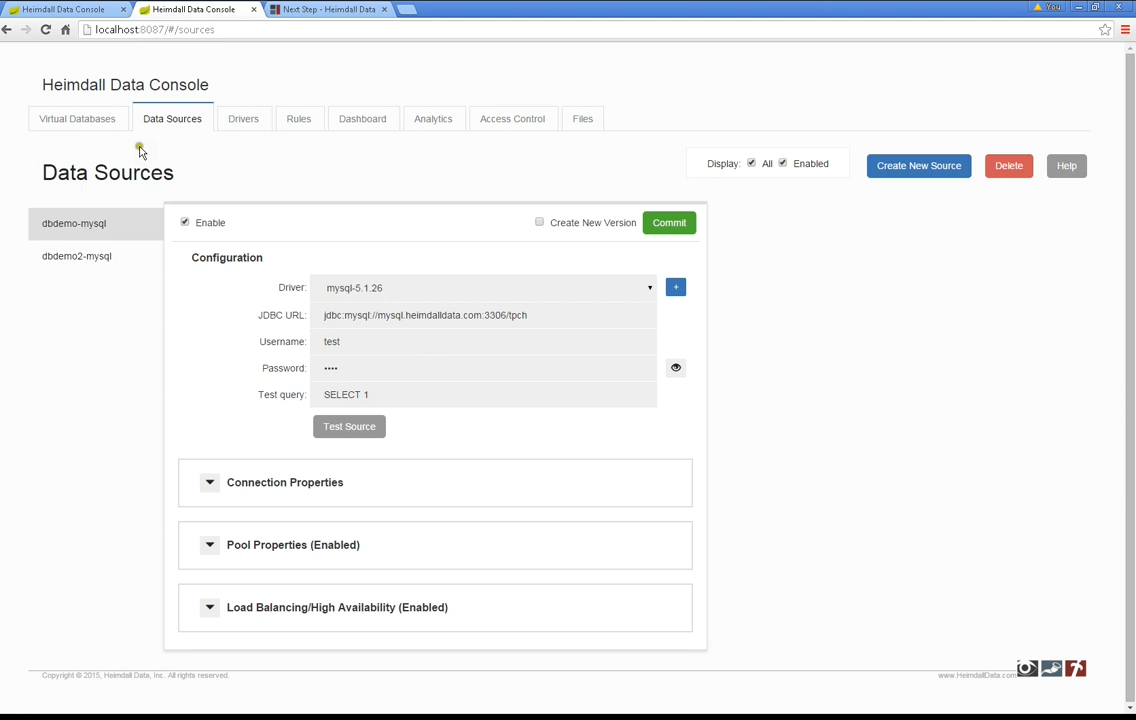 Heimdall Data Console
Heimdall Data Console
Next Step - Heimdall Data
You
localhost:8087/#/sources
Heimdall Data Console
Virtual Databases
Data Sources
Drivers
Rules
Dashboard
Analytics
Access Control
Files
Data Sources
Display: All Enabled
Create New Source
Delete
Help
dbdemo-mysql
dbdemo2-mysql
Enable
Create New Version
Commit
Configuration
Driver: mysql-5.1.26
+
JDBC URL: jdbc:mysql://mysql.heimdalldata.com:3306/tpch
Username: test
Password: ••••
Test query: SELECT 1
Test Source
Connection Properties
Pool Properties (Enabled)
Load Balancing/High Availability (Enabled)
Copyright © 2015, Heimdall Data, Inc. All rights reserved.
www.HeimdallData.com